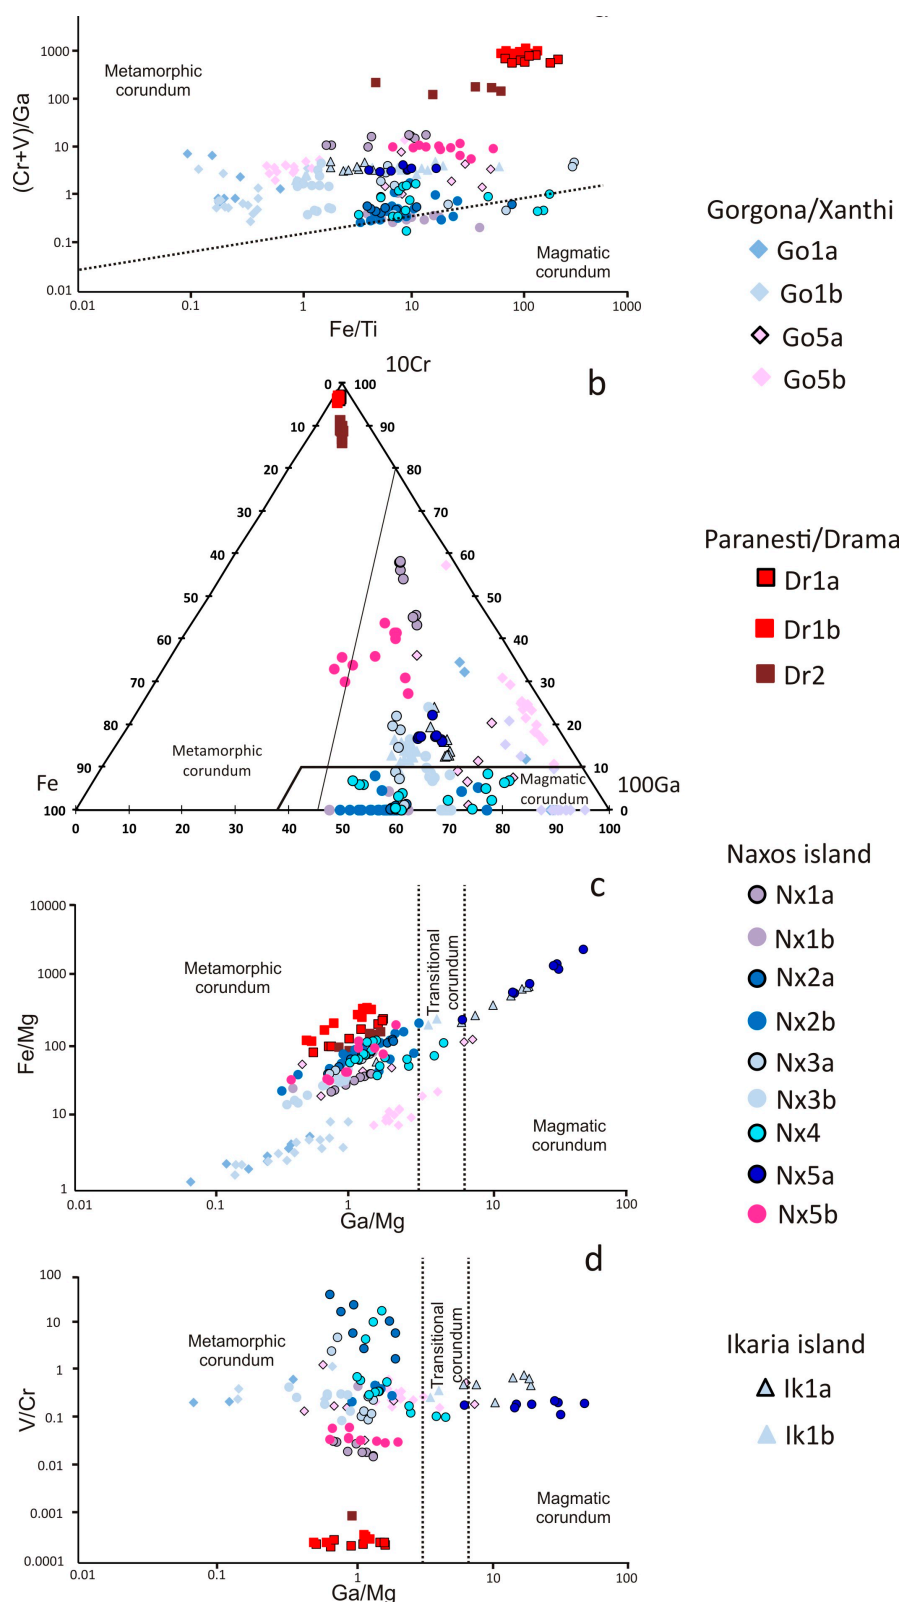 1000
100
10
1
0.1
0.01
(Cr+V)/Ga
Metamorphic
corundum
Magmatic
corundum
0.01 0.1 1 10 100 1000
Fe/Ti
Gorgona/Xanthi
Go1a
Go1b
Go5a
Go5b
b
10Cr
0 100
10 90
20 80
30 70
40 60
50 50
60 40
70 30
80 20
90 10
100 0
Fe
100Ga
Metamorphic
corundum
Magmatic
corundum
0 10 20 30 40 50 60 70 80 90 100
Paranesti/Drama
Dr1a
Dr1b
Dr2
c
10000
1000
100
10
1
Fe/Mg
Metamorphic
corundum
Transitional
corundum
Magmatic
corundum
0.01 0.1 1 10 100
Ga/Mg
Naxos island
Nx1a
Nx1b
Nx2a
Nx2b
Nx3a
Nx3b
Nx4
Nx5a
Nx5b
d
100
10
1
0.1
0.01
0.001
0.0001
V/Cr
Metamorphic
corundum
Transitional
corundum
Magmatic
corundum
0.01 0.1 1 10 100
Ga/Mg
Ikaria island
Ik1a
Ik1b